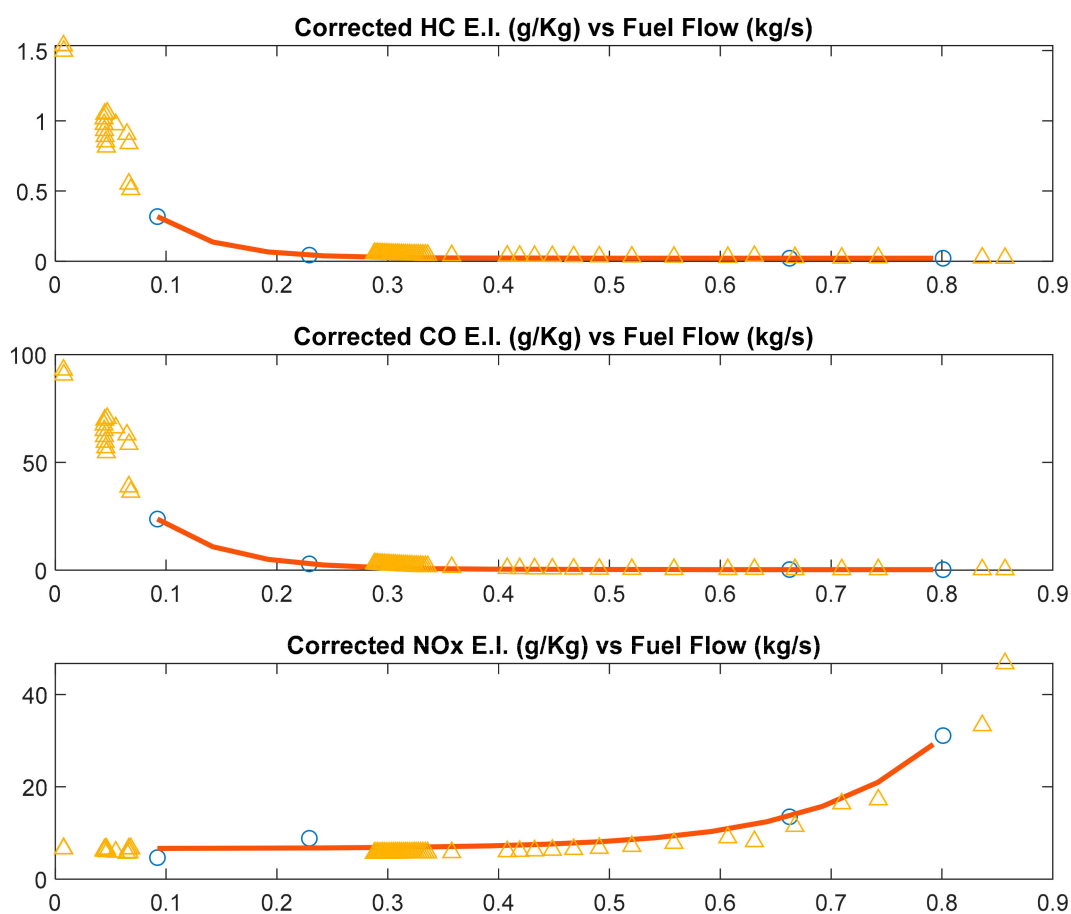 Corrected HC E.I. (g/Kg) vs Fuel Flow (kg/s)
1.5
1
0.5
0
0 0.1 0.2 0.3 0.4 0.5 0.6 0.7 0.8 0.9
Corrected CO E.I. (g/Kg) vs Fuel Flow (kg/s)
100
50
0
0 0.1 0.2 0.3 0.4 0.5 0.6 0.7 0.8 0.9
Corrected NOx E.I. (g/Kg) vs Fuel Flow (kg/s)
40
20
0
0 0.1 0.2 0.3 0.4 0.5 0.6 0.7 0.8 0.9